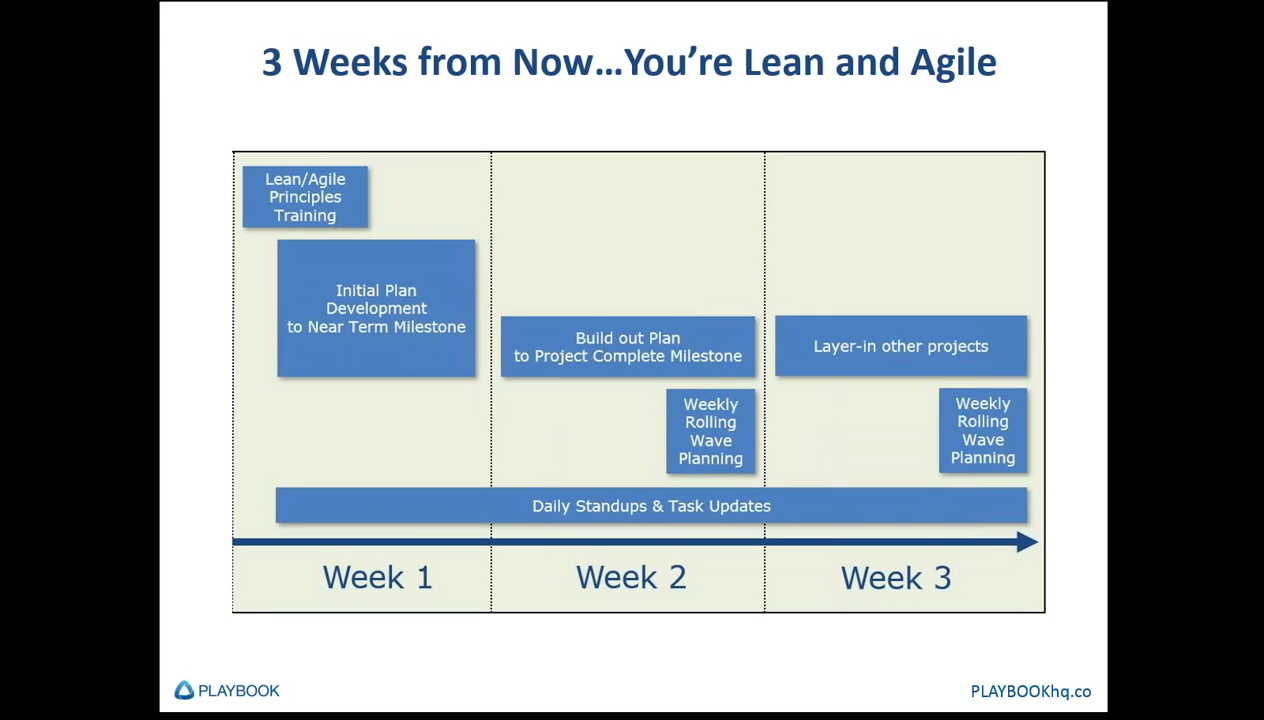 3 Weeks from Now…You’re Lean and Agile
Lean/Agile
Principles
Training
Initial Plan
Development
to Near Term Milestone
Build out Plan
to Project Complete Milestone
Layer-in other projects
Weekly
Rolling
Wave
Planning
Weekly
Rolling
Wave
Planning
Daily Standups & Task Updates
Week 1
Week 2
Week 3
PLAYBOOK
PLAYBOOKhq.co